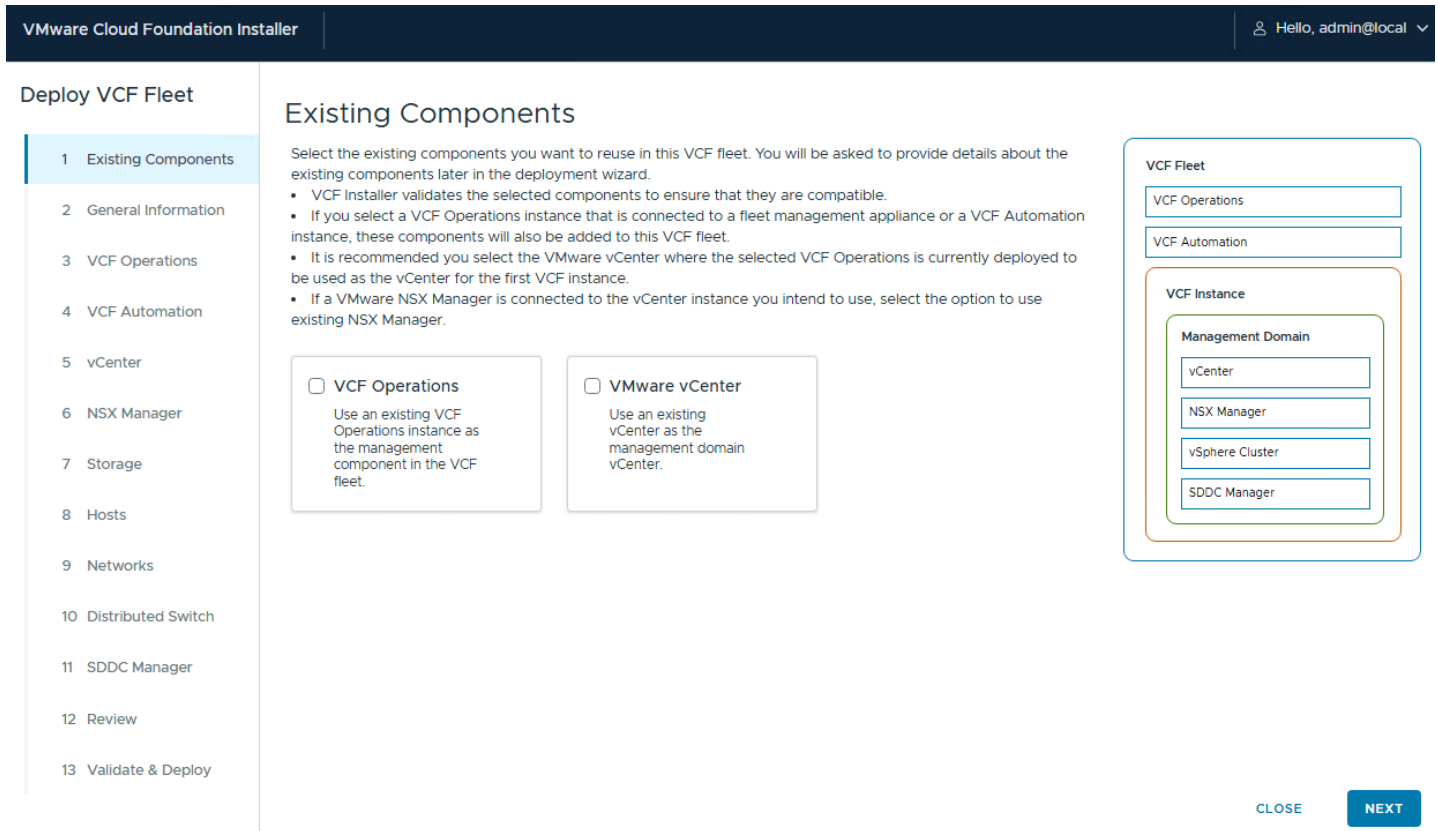 VMware Cloud Foundation Installer
Hello, admin@local
Deploy VCF Fleet
1 Existing Components
2 General Information
3 VCF Operations
4 VCF Automation
5 vCenter
6 NSX Manager
7 Storage
8 Hosts
9 Networks
10 Distributed Switch
11 SDDC Manager
12 Review
13 Validate & Deploy
Existing Components
Select the existing components you want to reuse in this VCF fleet. You will be asked to provide details about the
existing components later in the deployment wizard.
• VCF Installer validates the selected components to ensure that they are compatible.
• If you select a VCF Operations instance that is connected to a fleet management appliance or a VCF Automation
instance, these components will also be added to this VCF fleet.
• It is recommended you select the VMware vCenter where the selected VCF Operations is currently deployed to
be used as the vCenter for the first VCF instance.
• If a VMware NSX Manager is connected to the vCenter instance you intend to use, select the option to use
existing NSX Manager.
VCF Operations
Use an existing VCF
Operations instance as
the management
component in the VCF
fleet.
VMware vCenter
Use an existing
vCenter as the
management domain
vCenter.
VCF Fleet
VCF Operations
VCF Automation
VCF Instance
Management Domain
vCenter
NSX Manager
vSphere Cluster
SDDC Manager
CLOSE
NEXT